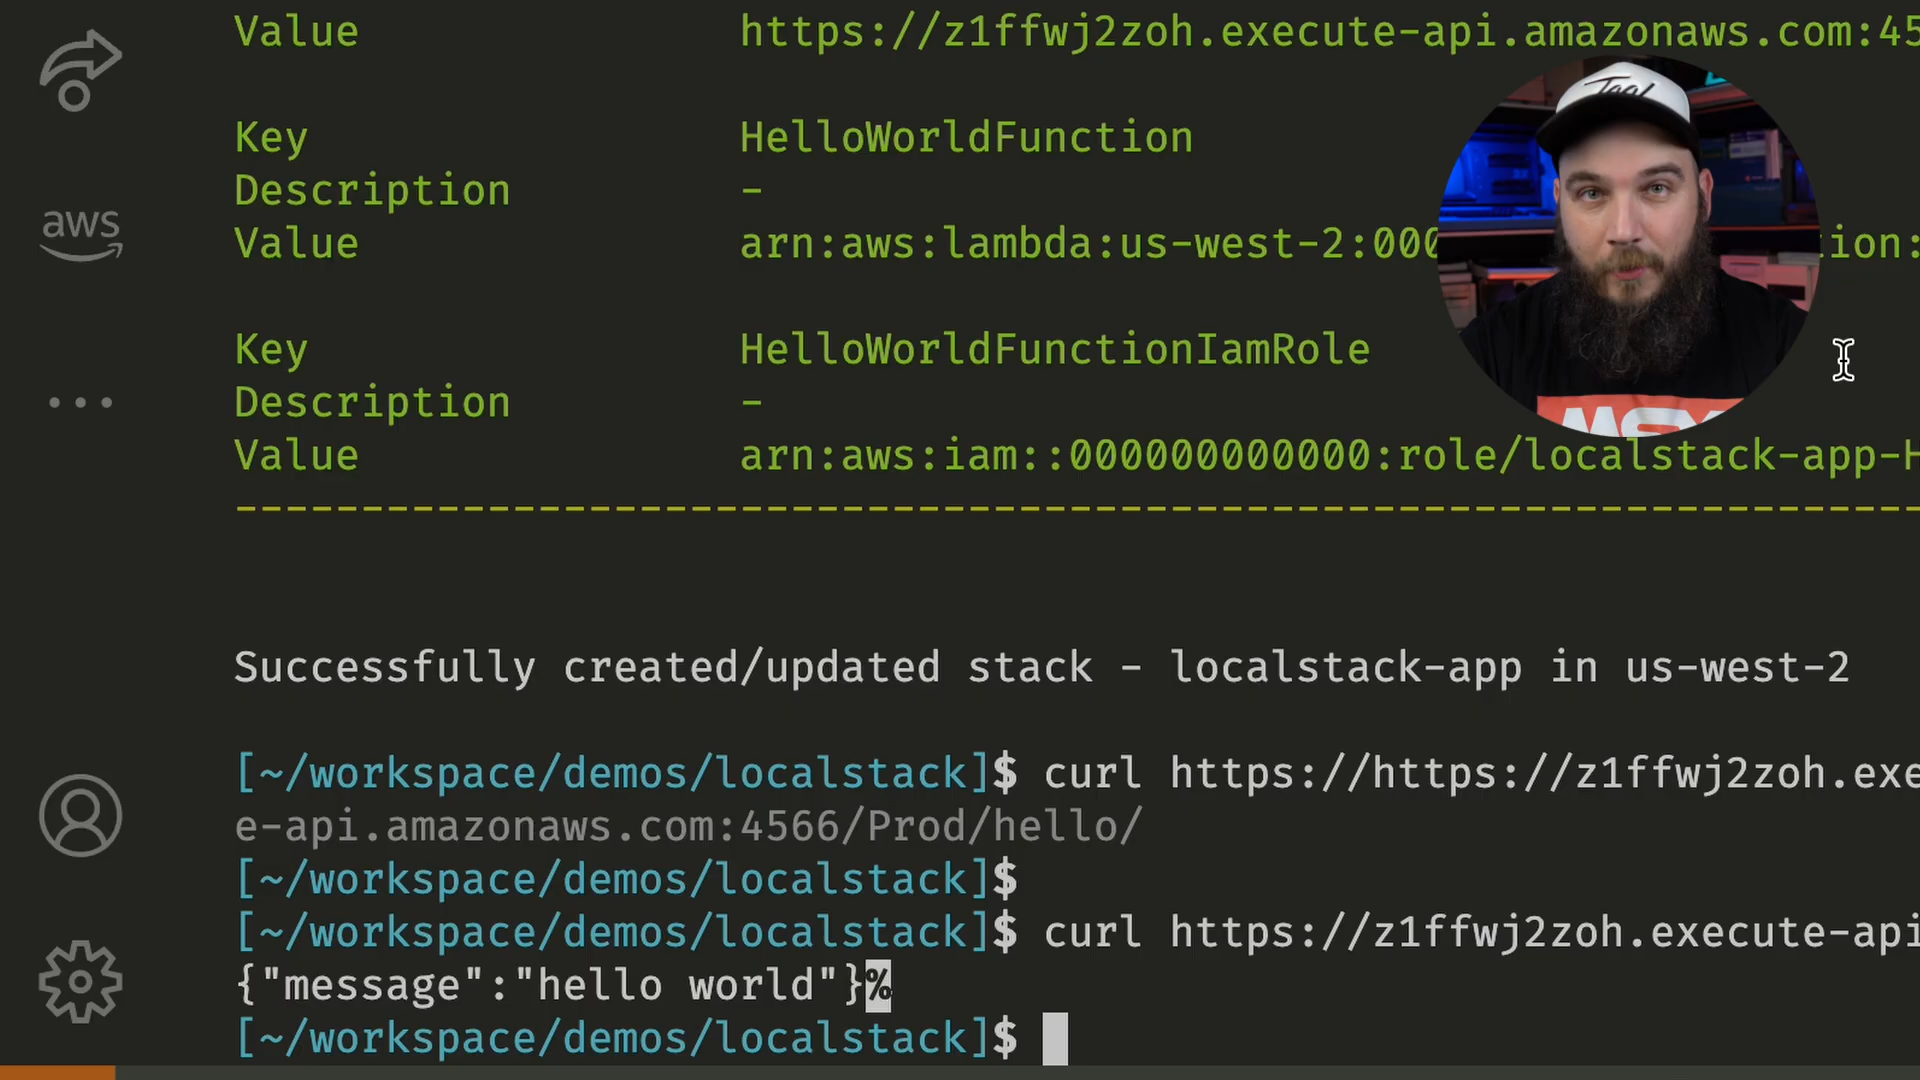 Value https://z1ffwj2zoh.execute-api.amazonaws.com:45
Key HelloWorldFunction
Description -
aws
Value arn:aws:lambda:us-west-2:000 tion:
Key HelloWorldFunctionIamRole
Description -
Value arn:aws:iam::000000000000:role/localstack-app-H
--------------------------------------------------------------------
Successfully created/updated stack - localstack-app in us-west-2
[~/workspace/demos/localstack]$ curl https://https://z1ffwj2zoh.exe
e-api.amazonaws.com:4566/Prod/hello/
[~/workspace/demos/localstack]$
[~/workspace/demos/localstack]$ curl https://z1ffwj2zoh.execute-api
{"message":"hello world"}%
[~/workspace/demos/localstack]$